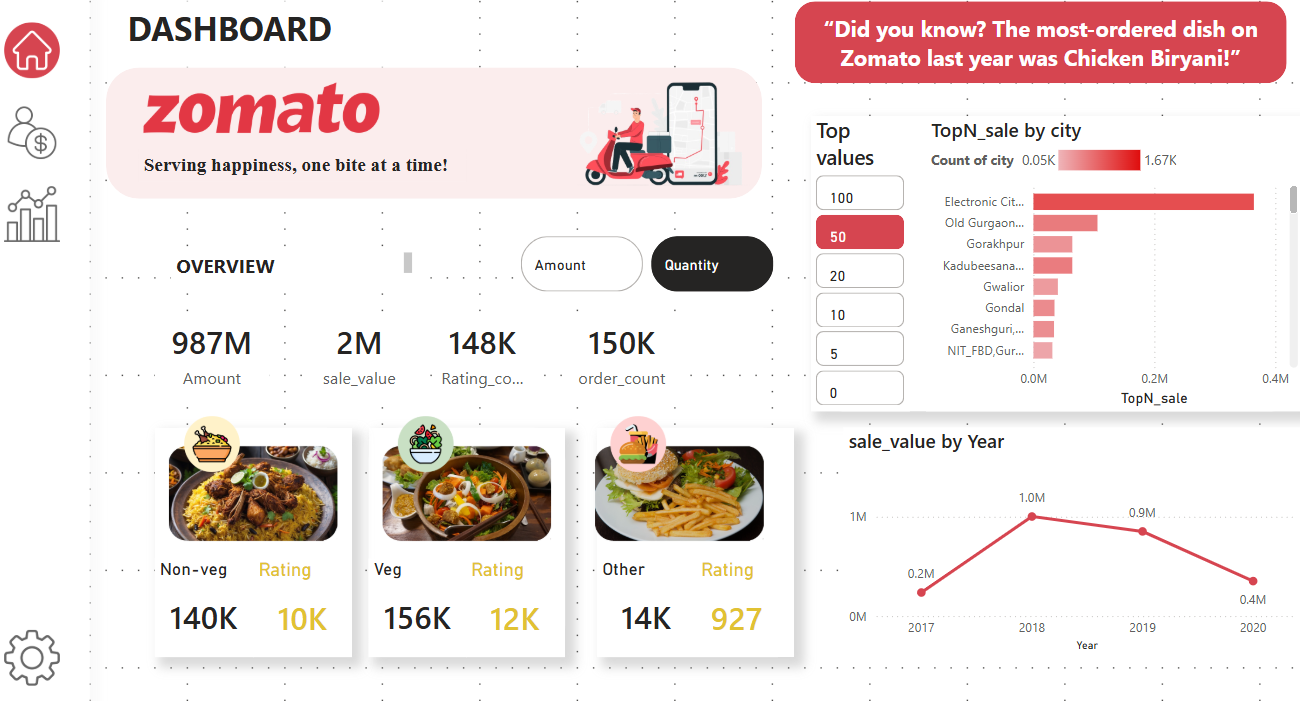 DASHBOARD
“Did you know? The most-ordered dish on
Zomato last year was Chicken Biryani!”
zomato
Serving happiness, one bite at a time!
OVERVIEW
Amount
Quantity
987M
Amount
2M
sale_value
148K
Rating_co...
150K
order_count
Non-veg
Rating
140K
10K
Veg
Rating
156K
12K
Other
Rating
14K
927
Top
values
100
50
20
10
5
0
TopN_sale by city
Count of city 0.05K 1.67K
Electronic Cit...
Old Gurgaon...
Gorakhpur
Kadubeesana...
Gwalior
Gondal
Ganeshguri,...
NIT_FBD,Gur...
0.0M 0.2M 0.4M
TopN_sale
sale_value by Year
1M
0M
0.2M
1.0M
0.9M
0.4M
2017 2018 2019 2020
Year